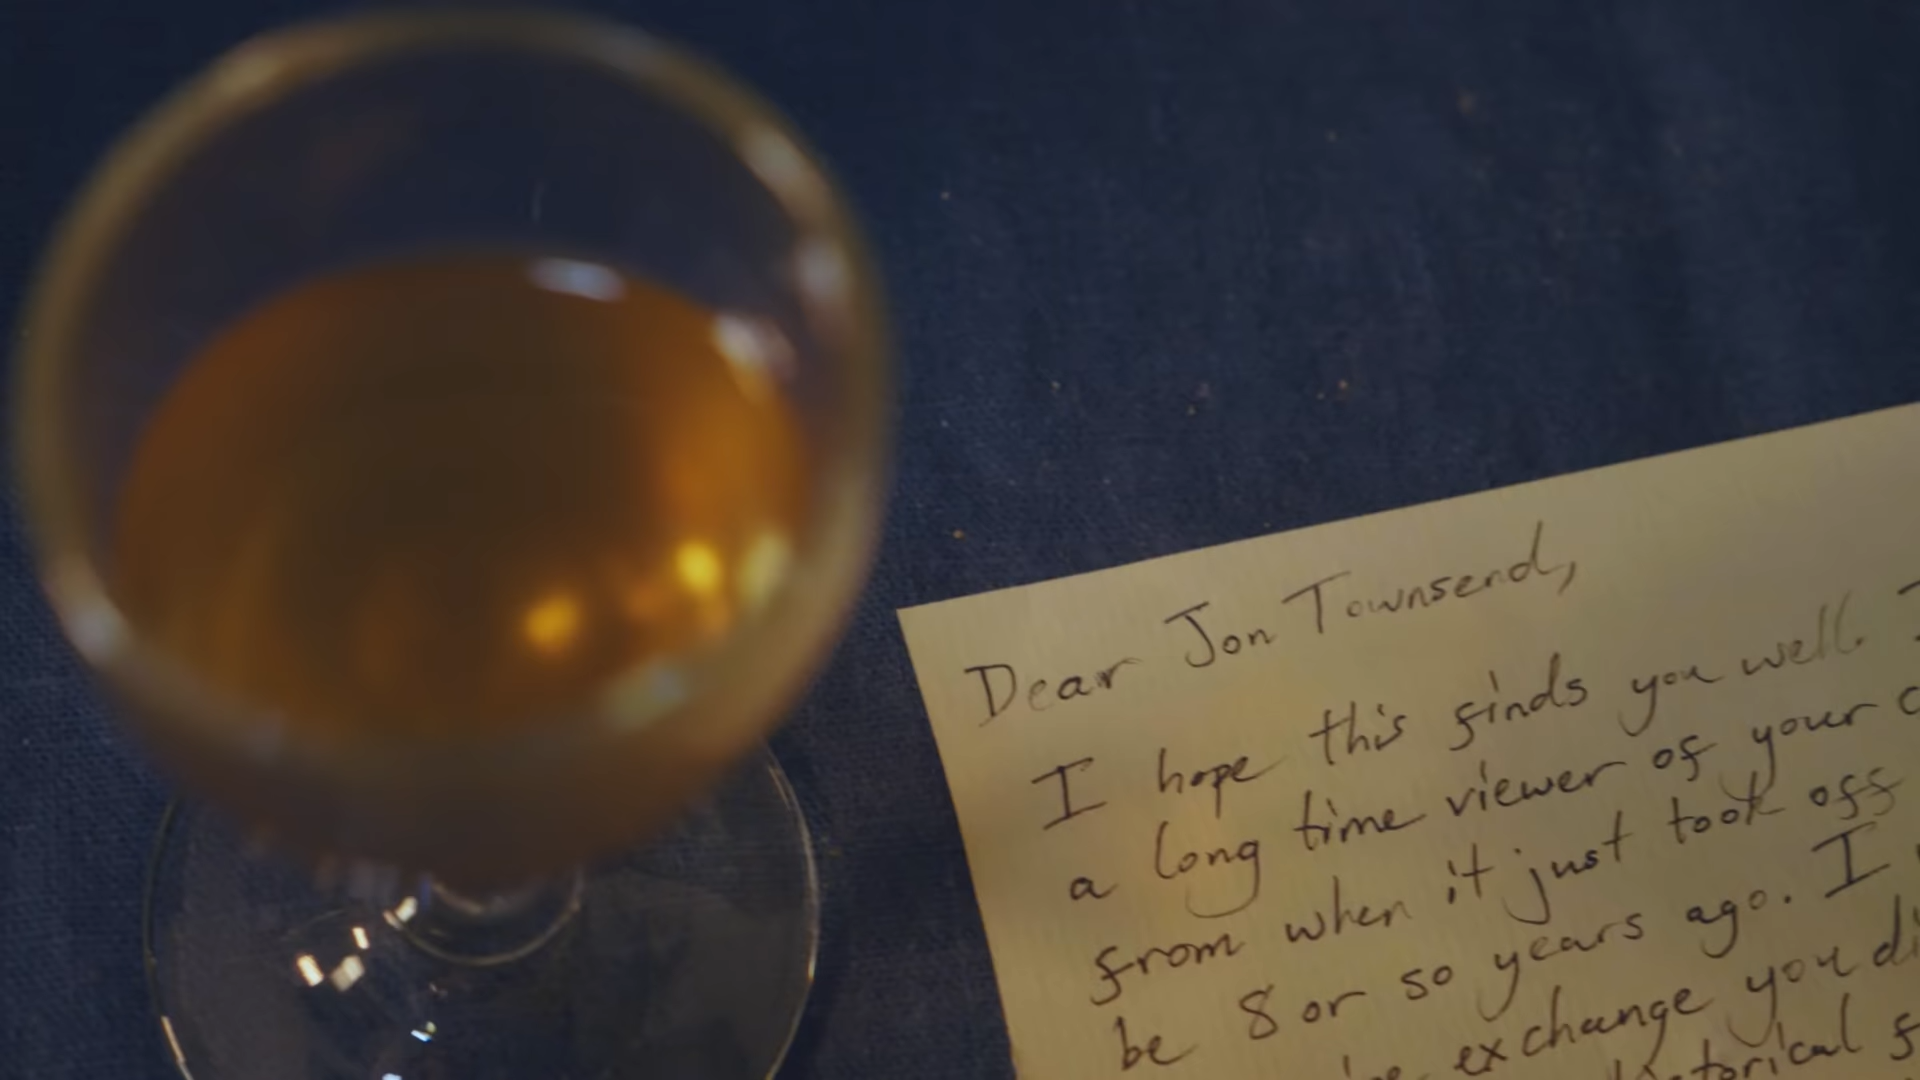 Dear Jon Townsend,
I hope this finds you well.
a long time viewer of your
from when it just took off
be 8 or so years ago. I
exchange you